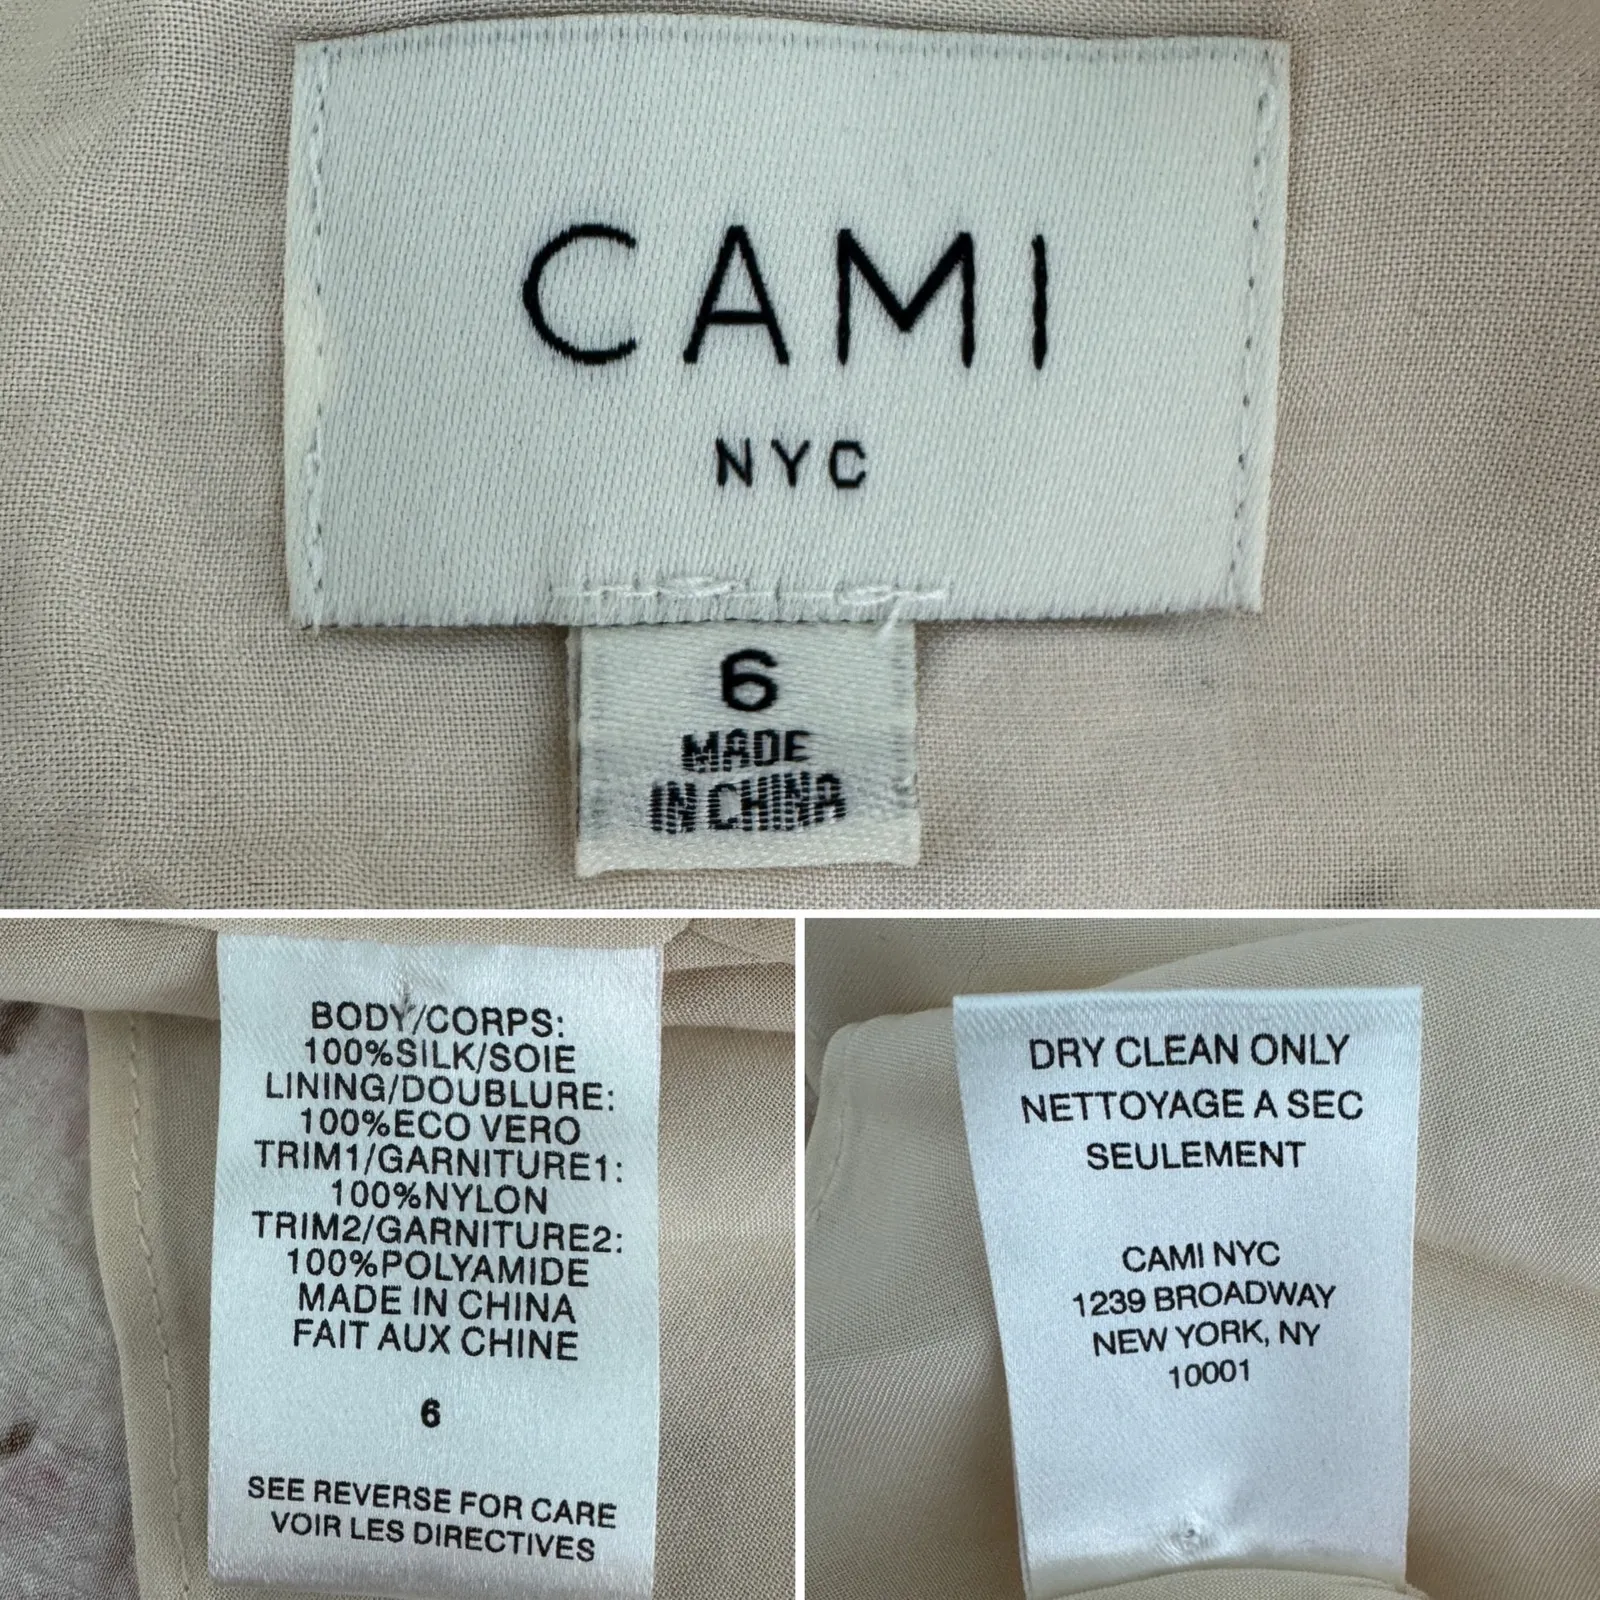 CAMI
NYC
6
MADE
IN CHINA
BODY/CORPS:
100%SILK/SOIE
LINING/DOUBLURE:
100%ECO VERO
TRIM1/GARNITURE1:
100%NYLON
TRIM2/GARNITURE2:
100%POLYAMIDE
MADE IN CHINA
FAIT AUX CHINE
6
SEE REVERSE FOR CARE
VOIR LES DIRECTIVES
DRY CLEAN ONLY
NETTOYAGE A SEC
SEULEMENT
CAMI NYC
1239 BROADWAY
NEW YORK, NY
10001